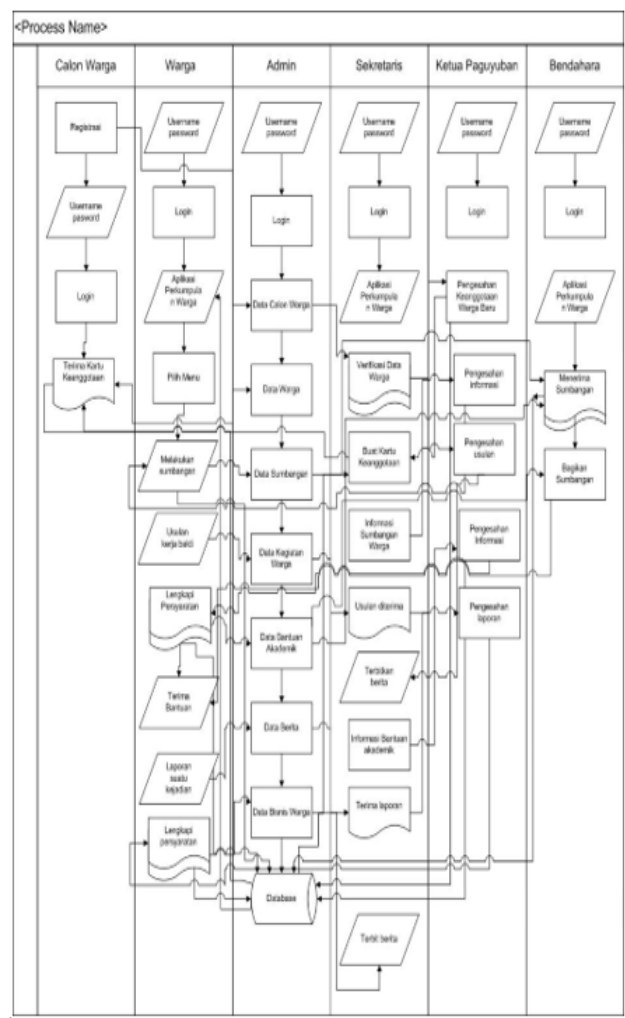 <Process Name>
Calon Warga
Warga
Admin
Sekretaris
Ketua Paguyuban
Bendahara
Registrasi
Username
pasword
Login
Terima Kartu
Keanggotaan
Username
password
Login
Aplikasi
Perkumpula
n Warga
Pilih Menu
Melakukan
sumbangan
Usulan
kerja bakti
Lengkapi
Persyaratan
Terima
Bantuan
Laporan
suatu
kejadian
Lengkapi
persyaratan
Username
password
Login
Data Calon Warga
Data Warga
Data Sumbangan
Data Kegiatan
Warga
Data Bantuan
Akademik
Data Berita
Data Bisnis Warga
Database
Username
password
Login
Aplikasi
Perkumpula
n Warga
Verifikasi Data
Warga
Buat Kartu
Keanggotaan
Informasi
Sumbangan
Warga
Usulan diterima
Terbitkan
berita
Informasi Bantuan
akademik
Terima laporan
Terbit berita
Username
password
Login
Pengesahan
Keanggotaan
Warga Baru
Pengesahan
Informasi
Pengesahan
usulan
Pengesahan
Informasi
Pengesahan
laporan
Username
password
Login
Aplikasi
Perkumpula
n Warga
Menerima
Sumbangan
Bagikan
Sumbangan